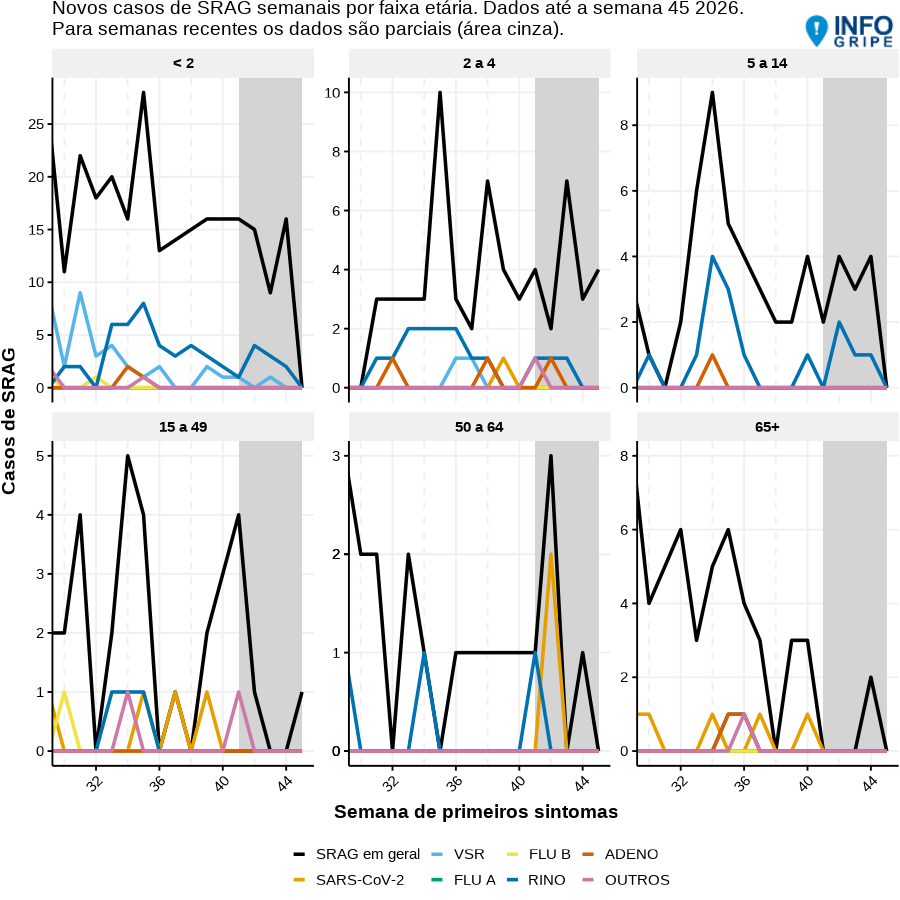 Novos casos de SRAG semanais por faixa etária. Dados até a semana 45 2026.
Para semanas recentes os dados são parciais (área cinza).
INFO
GRIPE
< 2
2 a 4
5 a 14
25
20
15
10
5
0
10
8
6
4
2
0
8
6
4
2
0
Casos de SRAG
15 a 49
50 a 64
65+
5
4
3
2
1
0
3
2
1
0
8
6
4
2
0
32 36 40 44
32 36 40 44
32 36 40 44
Semana de primeiros sintomas
SRAG em geral VSR FLU B ADENO
SARS-CoV-2 FLU A RINO OUTROS